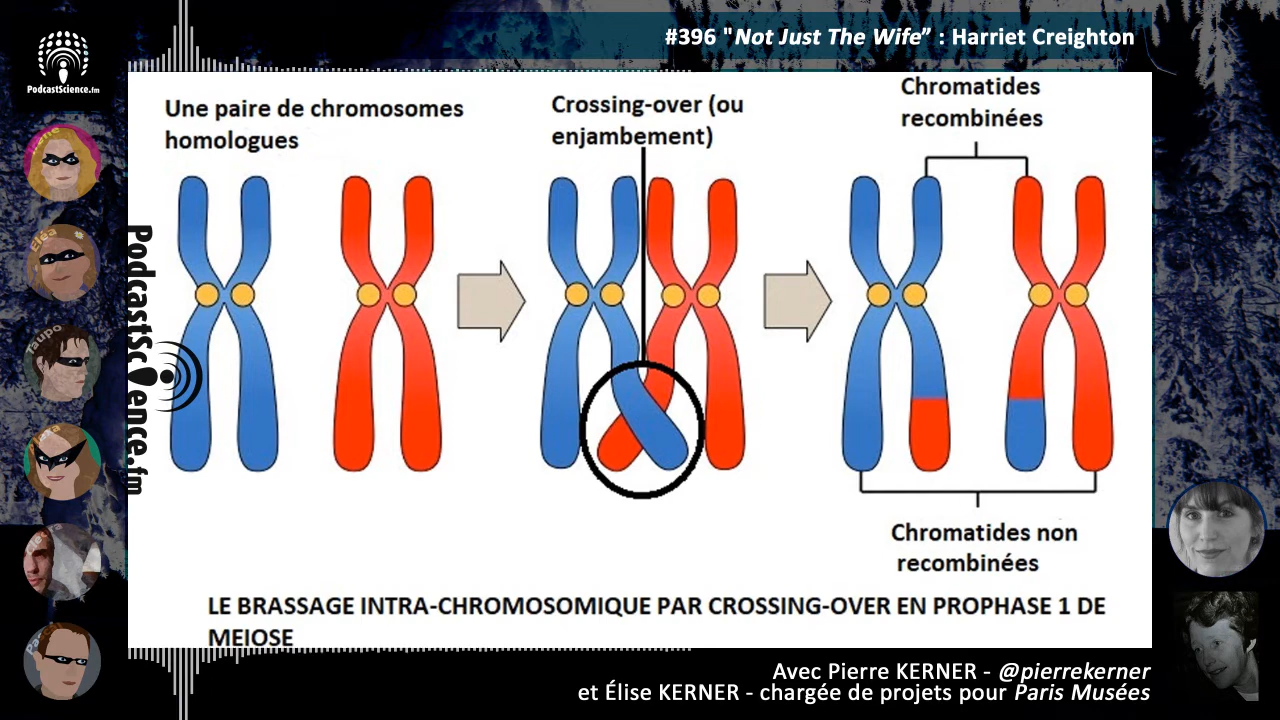 #396 "Not Just The Wife” : Harriet Creighton
PodcastScience.fm
Une paire de chromosomes
homologues
Crossing-over (ou
enjambement)
Chromatides
recombinées
Eléa
Taupo
PodcastScience.fm
Chromatides non
recombinées
LE BRASSAGE INTRA-CHROMOSOMIQUE PAR CROSSING-OVER EN PROPHASE 1 DE
MEIOSE
Avec Pierre KERNER - @pierrekerner
et Élise KERNER - chargée de projets pour Paris Musées